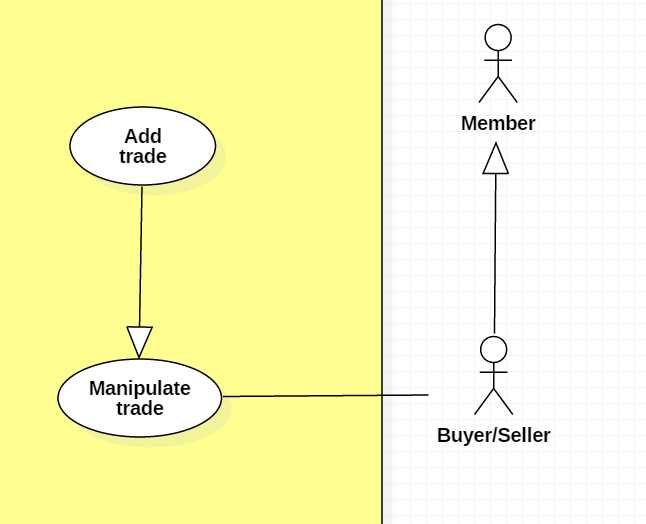 Member
Add
trade
Manipulate
trade
Buyer/Seller